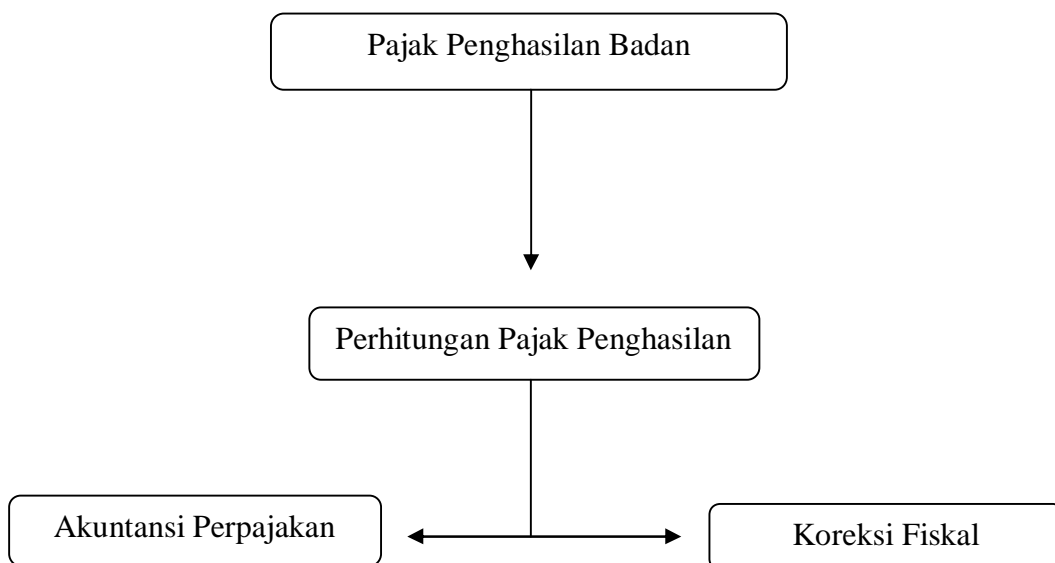 Pajak Penghasilan Badan
Perhitungan Pajak Penghasilan
Akuntansi Perpajakan
Koreksi Fiskal